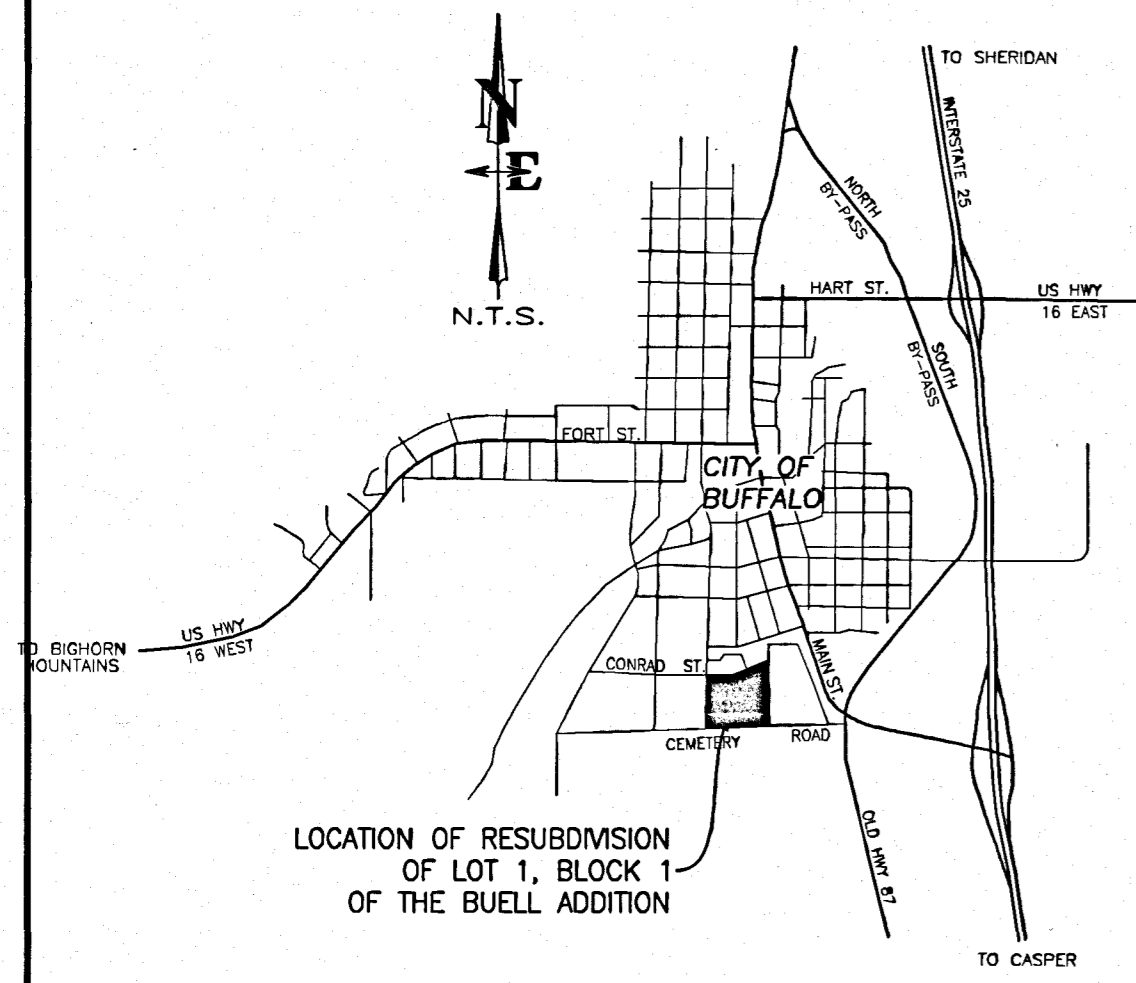 TO SHERIDAN
N
E
N.T.S.
INTERSTATE 25
NORTH
BY-PASS
HART ST.
US HWY
16 EAST
SOUTH
BY-PASS
FORT ST.
CITY OF
BUFFALO
TO BIGHORN
MOUNTAINS
US HWY
16 WEST
CONRAD ST.
MAIN ST.
CEMETERY ROAD
LOCATION OF RESUBDIVISION
OF LOT 1, BLOCK 1
OF THE BUELL ADDITION
OLD HWY 87
TO CASPER